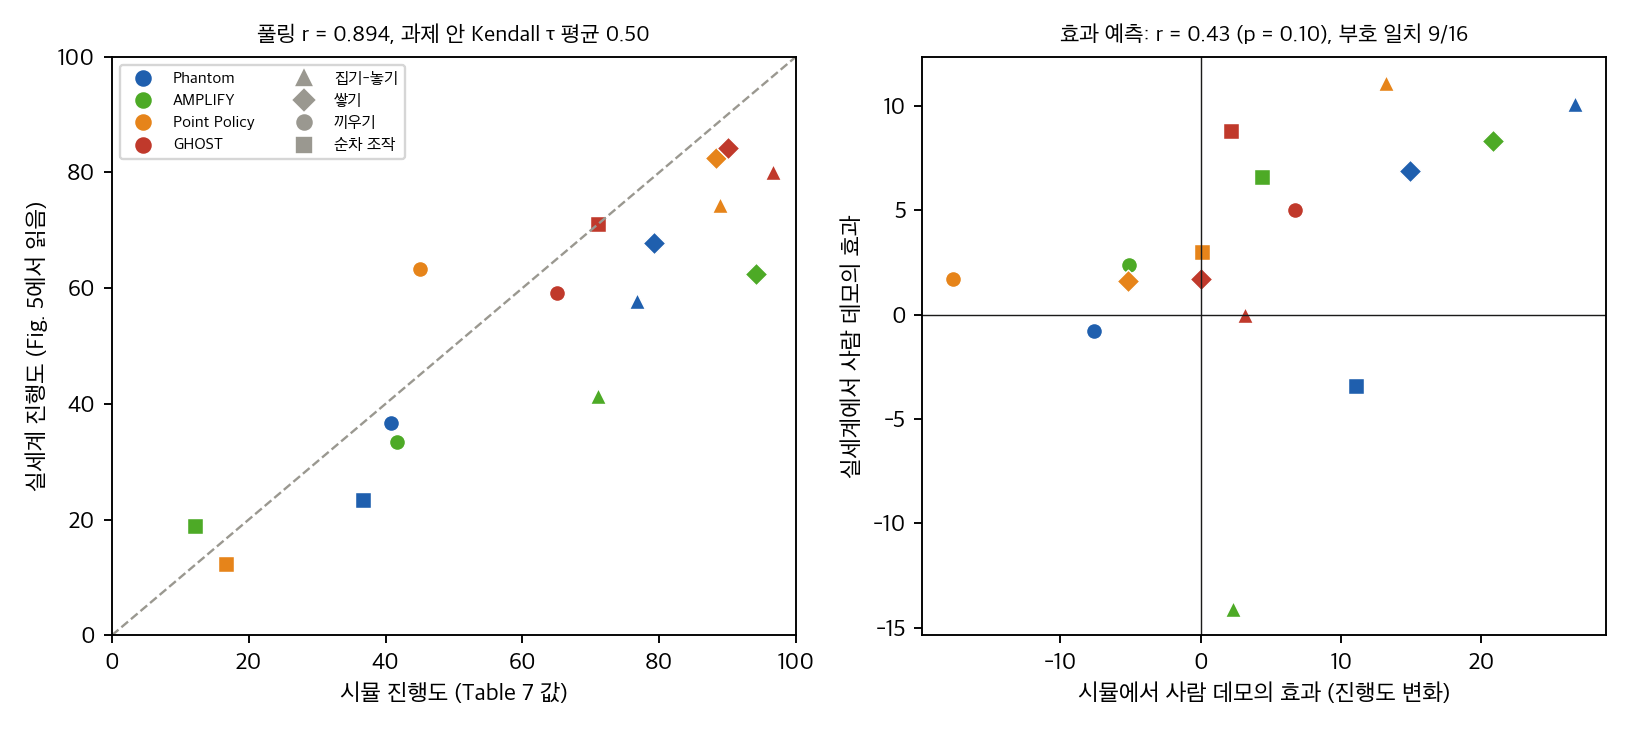 풀링 r = 0.894, 과제 안 Kendall τ 평균 0.50
Phantom
AMPLIFY
Point Policy
GHOST
집기-놓기
쌓기
끼우기
순차 조작
실세계 진행도 (Fig. 5에서 읽음)
100
80
60
40
20
0
0 20 40 60 80 100
시뮬 진행도 (Table 7 값)
효과 예측: r = 0.43 (p = 0.10), 부호 일치 9/16
실세계에서 사람 데모의 효과
10
5
0
-5
-10
-15
-10 0 10 20
시뮬에서 사람 데모의 효과 (진행도 변화)